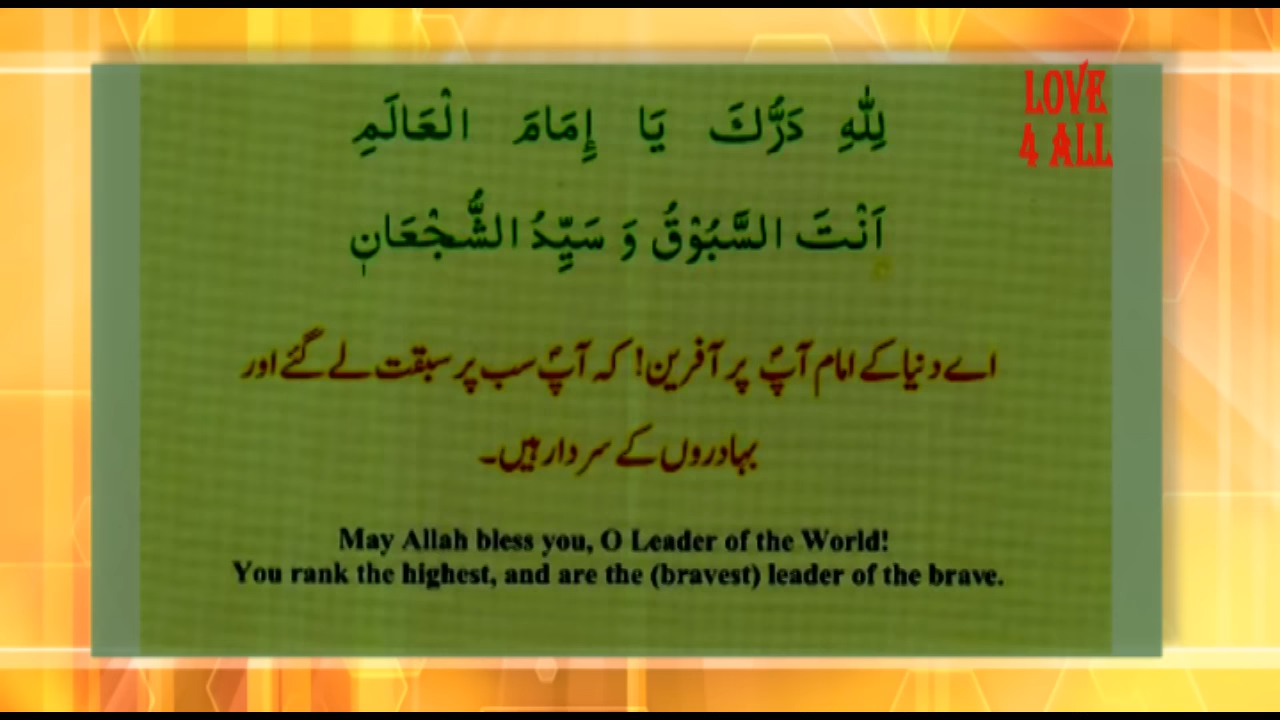 LOVE
4 ALL
لِلّٰهِ دَرُّكَ يَا إِمَامَ الْعَالَمِ
اَنْتَ السَّبُوْقُ وَ سَيِّدُ الشُّجْعَانٖ
اے دنیا کے امام آپؐ پر آفرین! کہ آپؐ سب پر سبقت لے گئے اور
بہادروں کے سردار ہیں۔
May Allah bless you, O Leader of the World!
You rank the highest, and are the (bravest) leader of the brave.